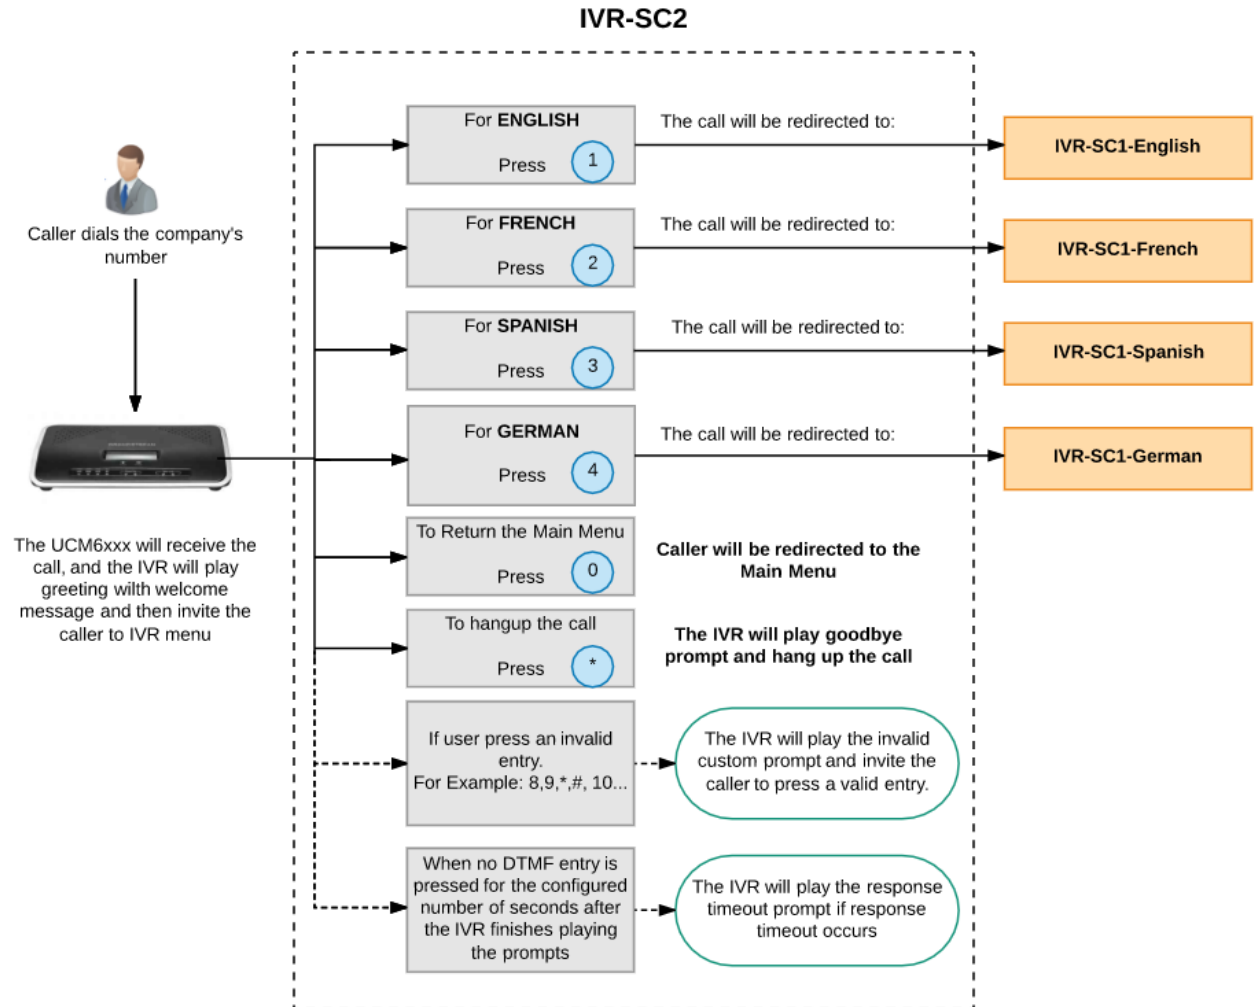 IVR-SC2
For ENGLISH
Press 1
The call will be redirected to:
IVR-SC1-English
Caller dials the company's
number
For FRENCH
Press 2
The call will be redirected to:
IVR-SC1-French
For SPANISH
Press 3
The call will be redirected to:
IVR-SC1-Spanish
For GERMAN
Press 4
The call will be redirected to:
IVR-SC1-German
The UCM6xxx will receive the
call, and the IVR will play
greeting wilth welcome
message and then invite the
caller to IVR menu
To Return the Main Menu
Press 0
Caller will be redirected to the
Main Menu
To hangup the call
Press *
The IVR will play goodbye
prompt and hang up the call
If user press an invalid
entry.
For Example: 8,9,*,#, 10...
The IVR will play the invalid
custom prompt and invite the
caller to press a valid entry.
When no DTMF entry is
pressed for the configured
number of seconds after
the IVR finishes playing
the prompts
The IVR will play the response
timeout prompt if response
timeout occurs